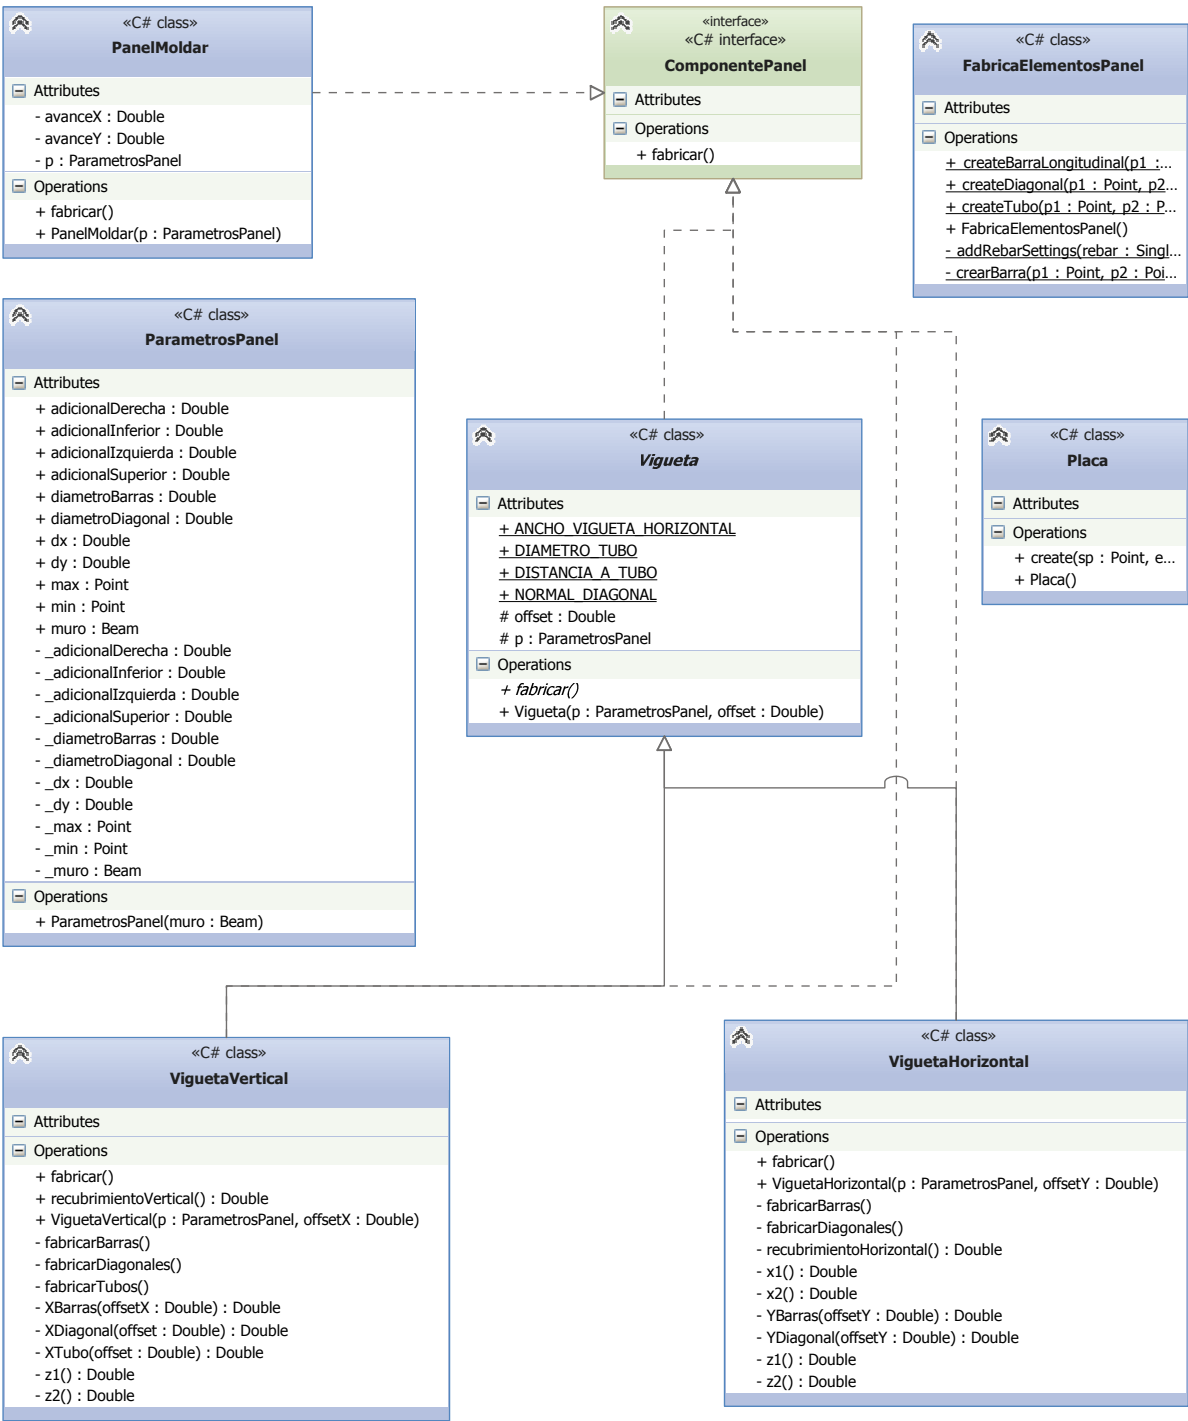 «C# class»
PanelMoldar
Attributes
- avanceX : Double
- avanceY : Double
- p : ParametrosPanel
Operations
+ fabricar()
+ PanelMoldar(p : ParametrosPanel)
«interface»
«C# interface»
ComponentePanel
Attributes
Operations
+ fabricar()
«C# class»
FabricaElementosPanel
Attributes
Operations
+ createBarraLongitudinal(p1 :...
+ createDiagonal(p1 : Point, p2...
+ createTubo(p1 : Point, p2 : P...
+ FabricaElementosPanel()
- addRebarSettings(rebar : Singl...
- crearBarra(p1 : Point, p2 : Poi...
«C# class»
ParametrosPanel
Attributes
+ adicionalDerecha : Double
+ adicionalInferior : Double
+ adicionalIzquierda : Double
+ adicionalSuperior : Double
+ diametroBarras : Double
+ diametroDiagonal : Double
+ dx : Double
+ dy : Double
+ max : Point
+ min : Point
+ muro : Beam
- _adicionalDerecha : Double
- _adicionalInferior : Double
- _adicionalIzquierda : Double
- _adicionalSuperior : Double
- _diametroBarras : Double
- _diametroDiagonal : Double
- _dx : Double
- _dy : Double
- _max : Point
- _min : Point
- _muro : Beam
Operations
+ ParametrosPanel(muro : Beam)
«C# class»
Vigueta
Attributes
+ ANCHO_VIGUETA_HORIZONTAL
+ DIAMETRO_TUBO
+ DISTANCIA_A_TUBO
+ NORMAL_DIAGONAL
# offset : Double
# p : ParametrosPanel
Operations
+ fabricar()
+ Vigueta(p : ParametrosPanel, offset : Double)
«C# class»
Placa
Attributes
Operations
+ create(sp : Point, e...
+ Placa()
«C# class»
ViguetaVertical
Attributes
Operations
+ fabricar()
+ recubrimientoVertical() : Double
+ ViguetaVertical(p : ParametrosPanel, offsetX : Double)
- fabricarBarras()
- fabricarDiagonales()
- fabricarTubos()
- XBarras(offsetX : Double) : Double
- XDiagonal(offset : Double) : Double
- XTubo(offset : Double) : Double
- z1() : Double
- z2() : Double
«C# class»
ViguetaHorizontal
Attributes
Operations
+ fabricar()
+ ViguetaHorizontal(p : ParametrosPanel, offsetY : Double)
- fabricarBarras()
- fabricarDiagonales()
- recubrimientoHorizontal() : Double
- x1() : Double
- x2() : Double
- YBarras(offsetY : Double) : Double
- YDiagonal(offsetY : Double) : Double
- z1() : Double
- z2() : Double